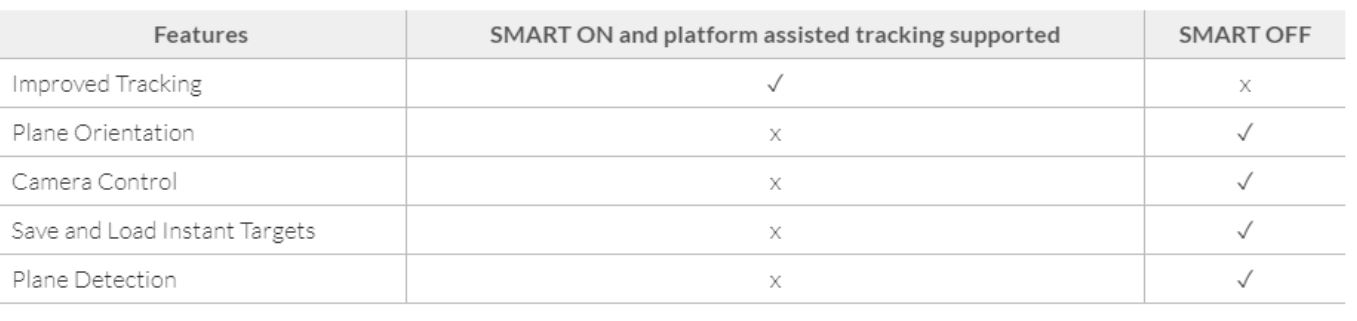 Features SMART ON and platform assisted tracking supported SMART OFF
Improved Tracking ✓ x
Plane Orientation x ✓
Camera Control x ✓
Save and Load Instant Targets x ✓
Plane Detection x ✓